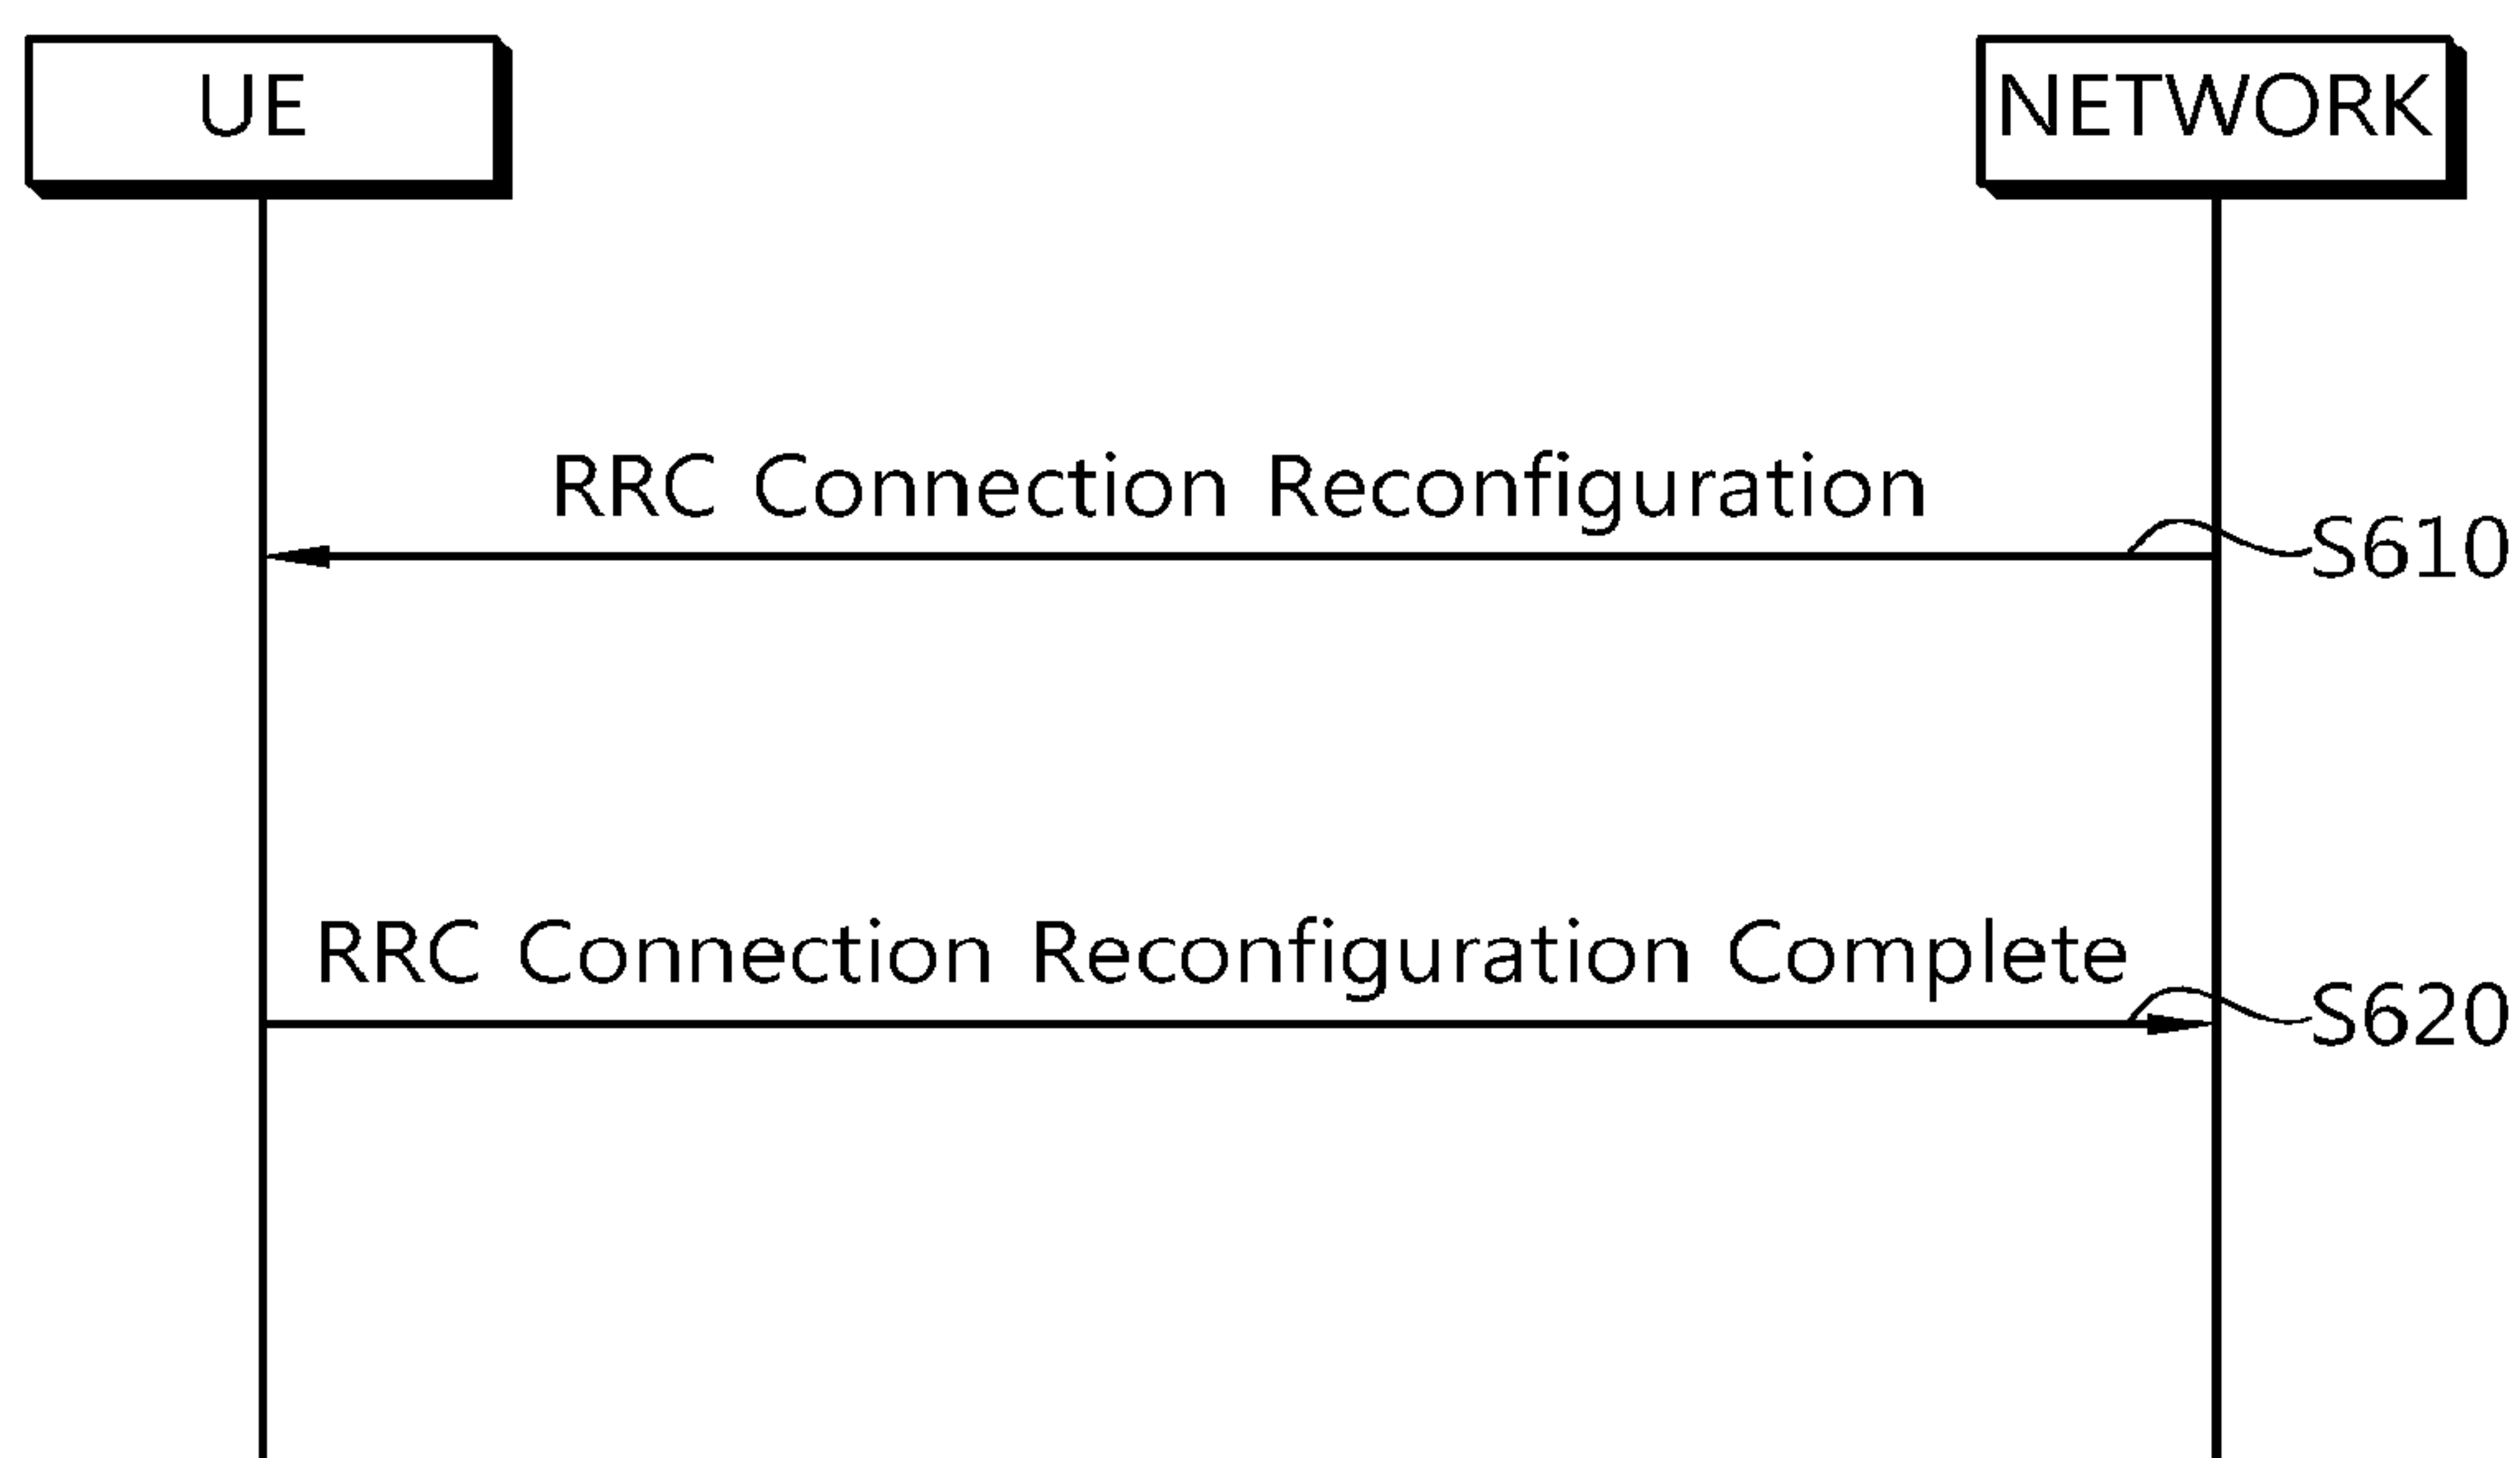 UE
NETWORK
RRC Connection Reconfiguration
S610
RRC Connection Reconfiguration Complete
S620